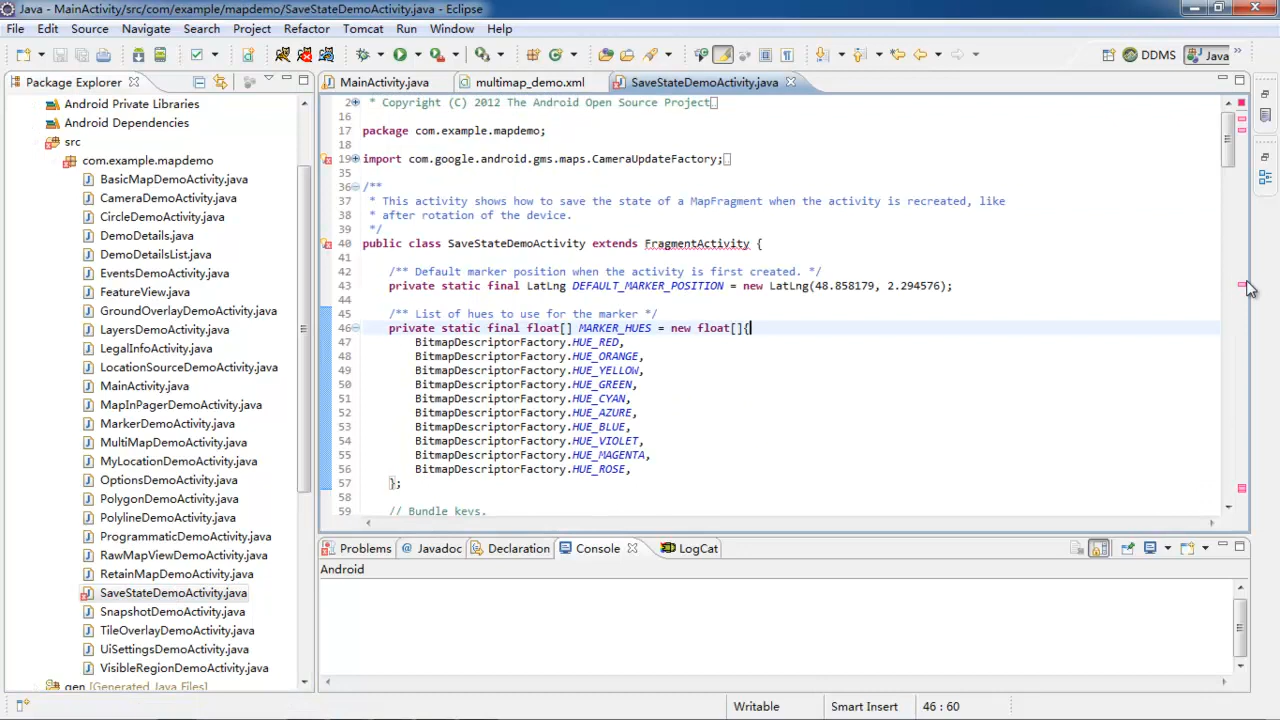 Java - MainActivity/src/com/example/mapdemo/SaveStateDemoActivity.java - Eclipse
File Edit Source Navigate Search Project Refactor Tomcat Run Window Help
DDMS Java
Package Explorer
MainActivity.java multimap_demo.xml SaveStateDemoActivity.java
Android Private Libraries
Android Dependencies
src
com.example.mapdemo
BasicMapDemoActivity.java
CameraDemoActivity.java
CircleDemoActivity.java
DemoDetails.java
DemoDetailsList.java
EventsDemoActivity.java
FeatureView.java
GroundOverlayDemoActivity.java
LayersDemoActivity.java
LegalInfoActivity.java
LocationSourceDemoActivity.java
MainActivity.java
MapInPagerDemoActivity.java
MarkerDemoActivity.java
MultiMapDemoActivity.java
MyLocationDemoActivity.java
OptionsDemoActivity.java
PolygonDemoActivity.java
PolylineDemoActivity.java
ProgrammaticDemoActivity.java
RawMapViewDemoActivity.java
RetainMapDemoActivity.java
SaveStateDemoActivity.java
SnapshotDemoActivity.java
TileOverlayDemoActivity.java
UiSettingsDemoActivity.java
VisibleRegionDemoActivity.java
gen [Generated Java Files]
2 * Copyright (C) 2012 The Android Open Source Project
16
17 package com.example.mapdemo;
18
19 import com.google.android.gms.maps.CameraUpdateFactory;
35
36 /**
37 * This activity shows how to save the state of a MapFragment when the activity is recreated, like
38 * after rotation of the device.
39 */
40 public class SaveStateDemoActivity extends FragmentActivity {
41
42 /** Default marker position when the activity is first created. */
43 private static final LatLng DEFAULT_MARKER_POSITION = new LatLng(48.858179, 2.294576);
44
45 /** List of hues to use for the marker */
46 private static final float[] MARKER_HUES = new float[]{
47 BitmapDescriptorFactory.HUE_RED,
48 BitmapDescriptorFactory.HUE_ORANGE,
49 BitmapDescriptorFactory.HUE_YELLOW,
50 BitmapDescriptorFactory.HUE_GREEN,
51 BitmapDescriptorFactory.HUE_CYAN,
52 BitmapDescriptorFactory.HUE_AZURE,
53 BitmapDescriptorFactory.HUE_BLUE,
54 BitmapDescriptorFactory.HUE_VIOLET,
55 BitmapDescriptorFactory.HUE_MAGENTA,
56 BitmapDescriptorFactory.HUE_ROSE,
57 };
58
59 // Bundle keys.
Problems Javadoc Declaration Console LogCat
Android
Writable Smart Insert 46 : 60